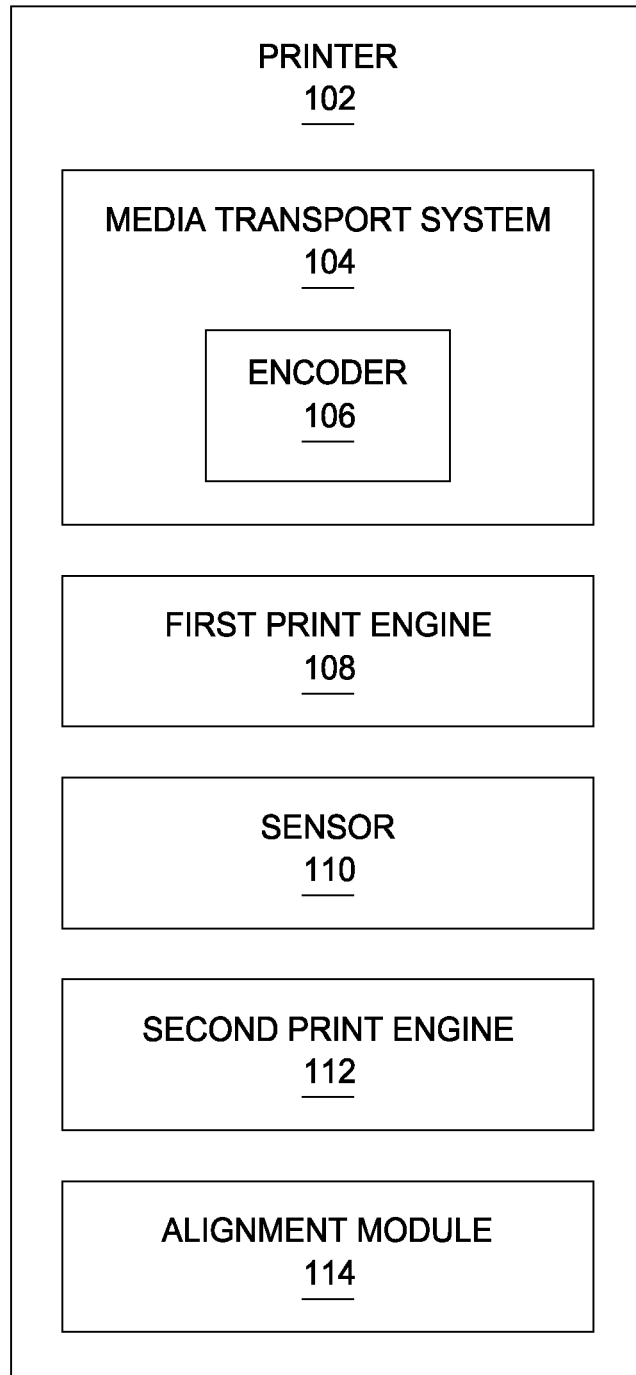 PRINTER
102
MEDIA TRANSPORT SYSTEM
104
ENCODER
106
FIRST PRINT ENGINE
108
SENSOR
110
SECOND PRINT ENGINE
112
ALIGNMENT MODULE
114